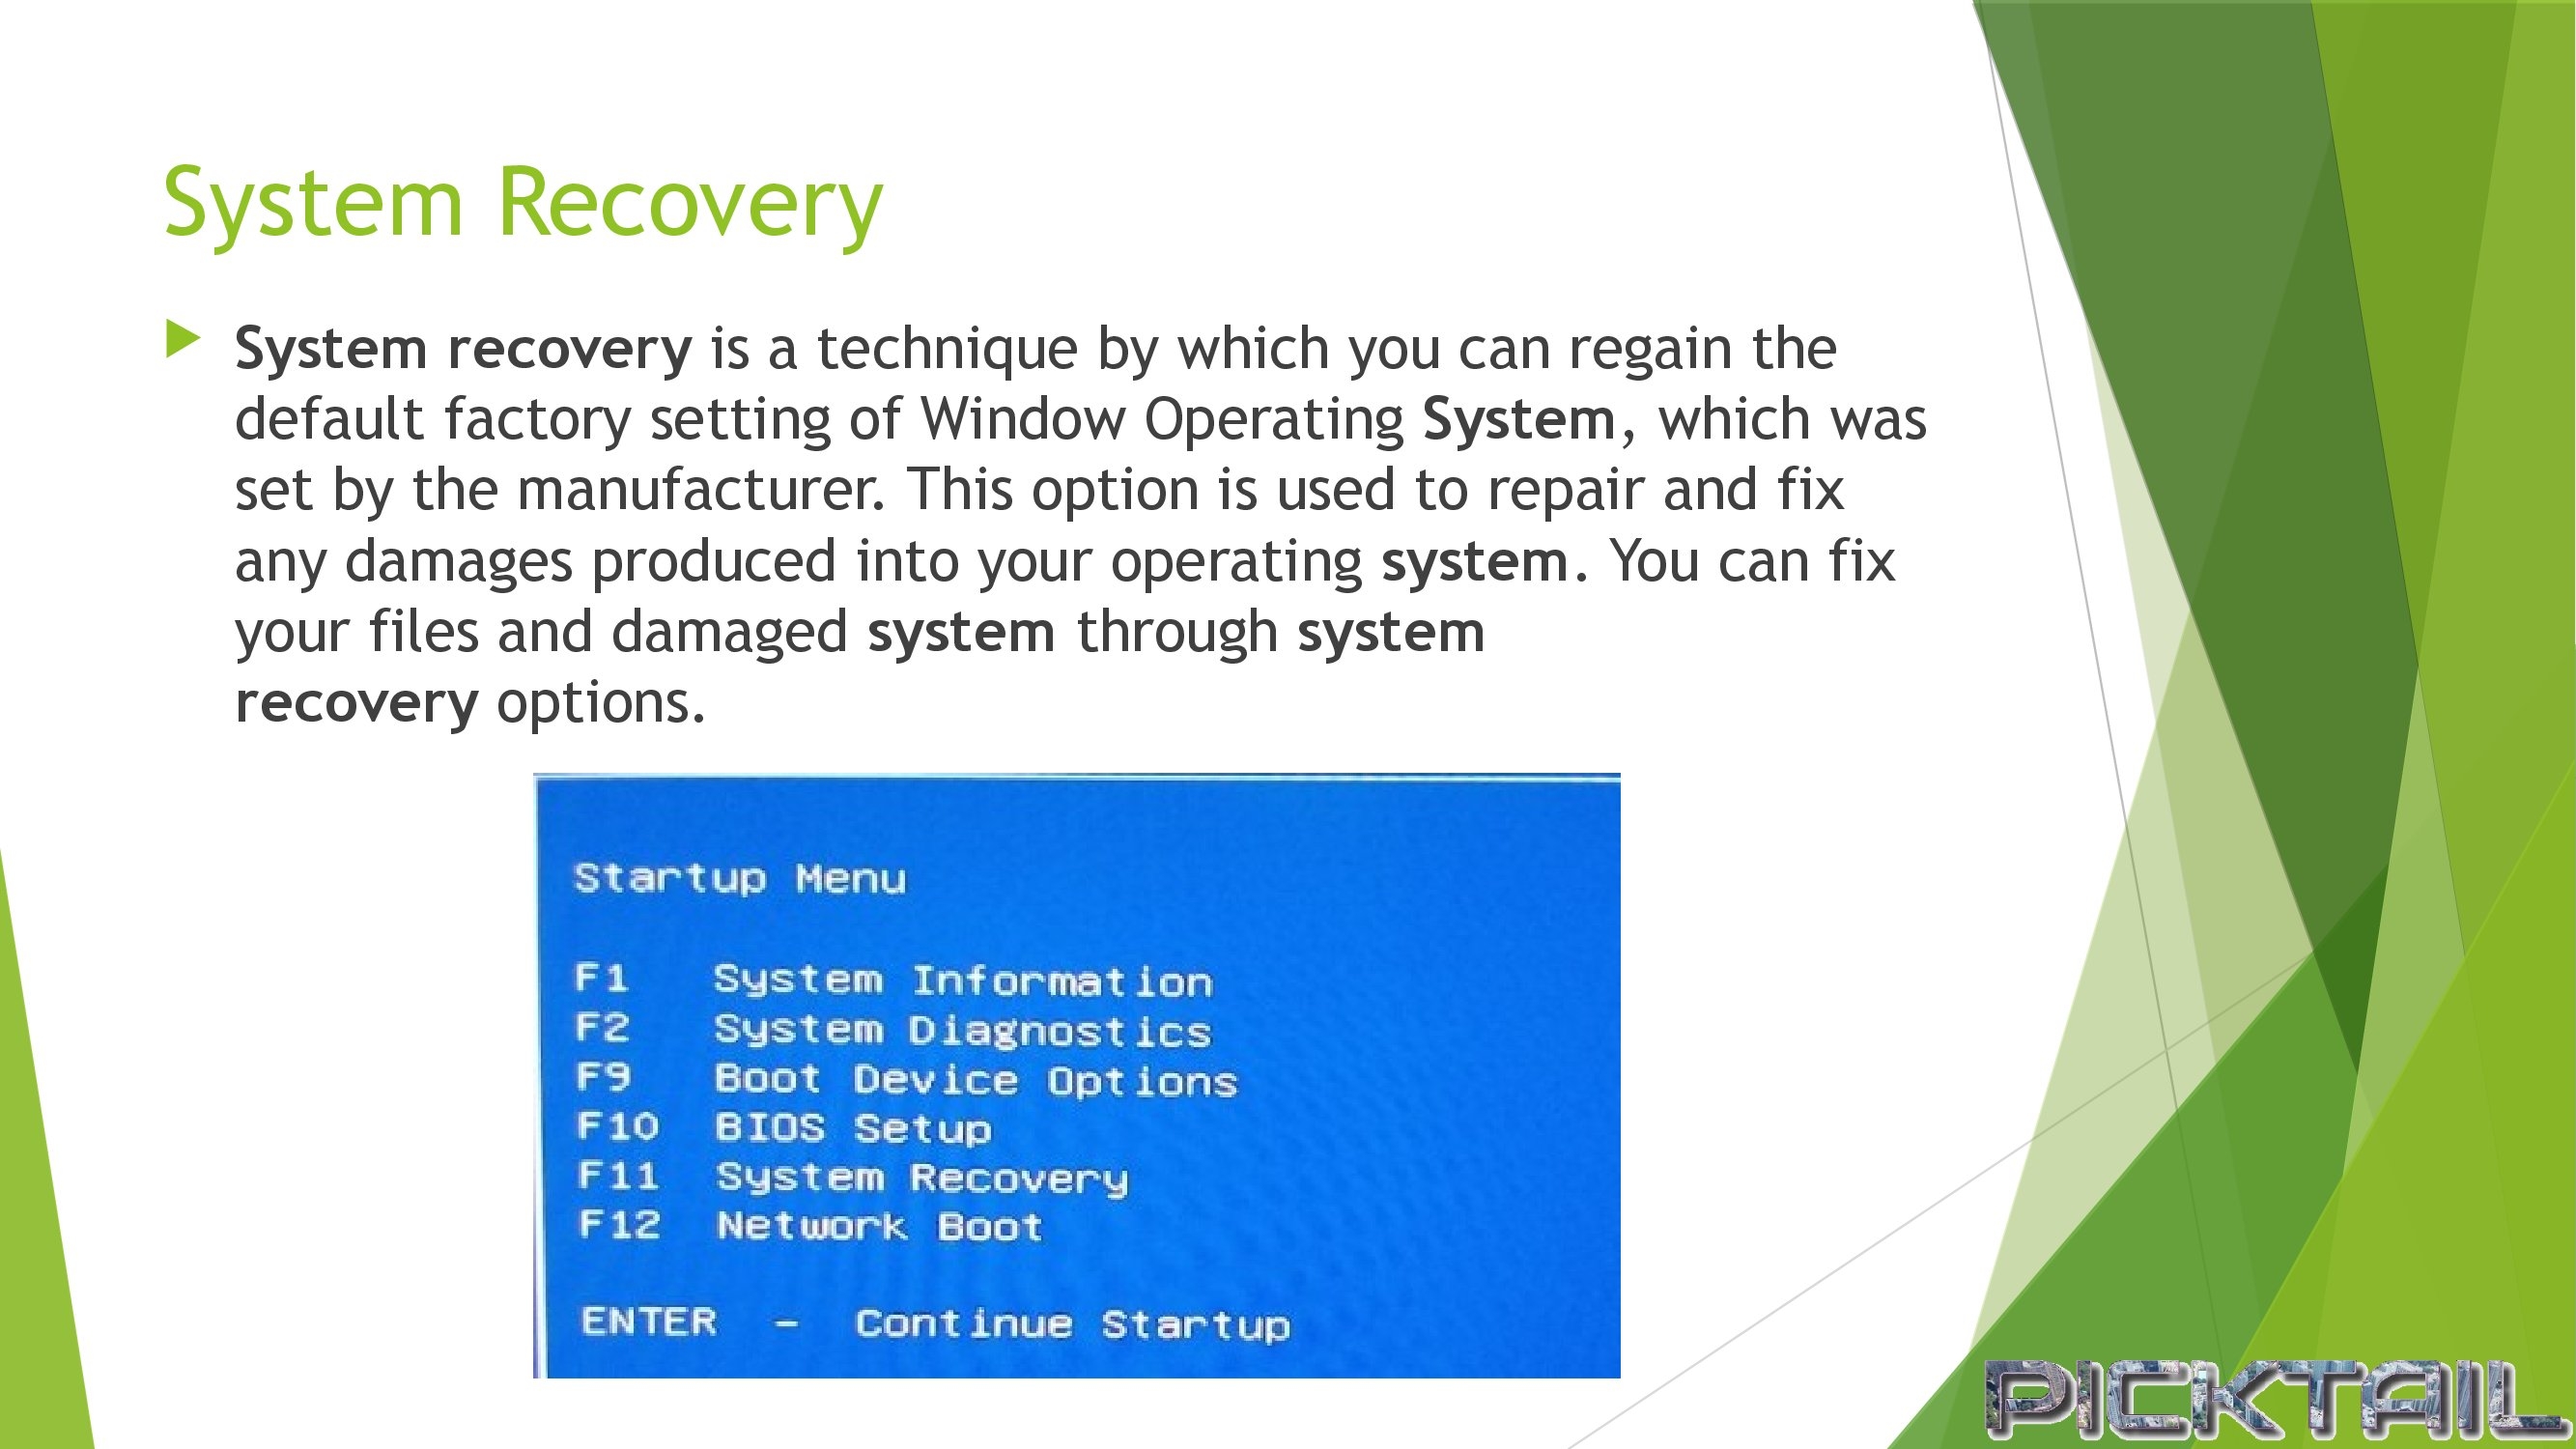 System Recovery
System recovery is a technique by which you can regain the
default factory setting of Window Operating System, which was
set by the manufacturer. This option is used to repair and fix
any damages produced into your operating system. You can fix
your files and damaged system through system
recovery options.
Startup Menu
F1 System Information
F2 System Diagnostics
F9 Boot Device Options
F10 BIOS Setup
F11 System Recovery
F12 Network Boot
ENTER - Continue Startup
PICKTAIL